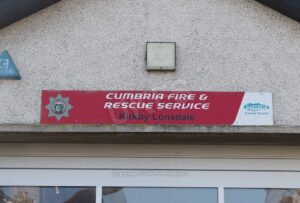 CUMBRIA FIRE &
RESCUE SERVICE
Kirkby Lonsdale